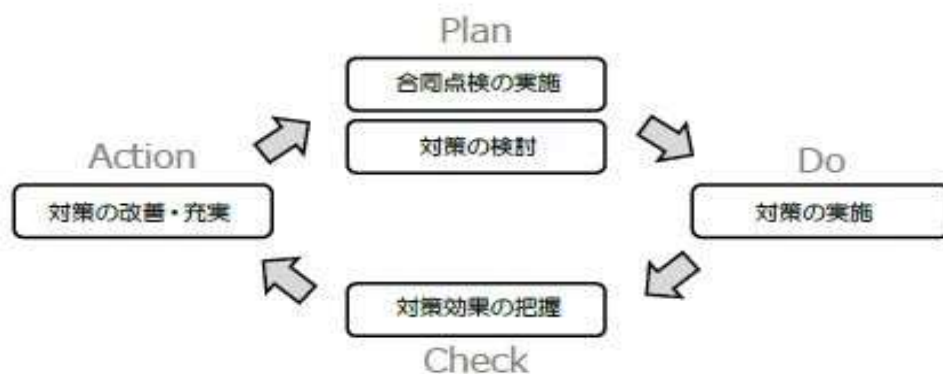 Plan
合同点検の実施
対策の検討
Action
対策の改善・充実
Do
対策の実施
対策効果の把握
Check